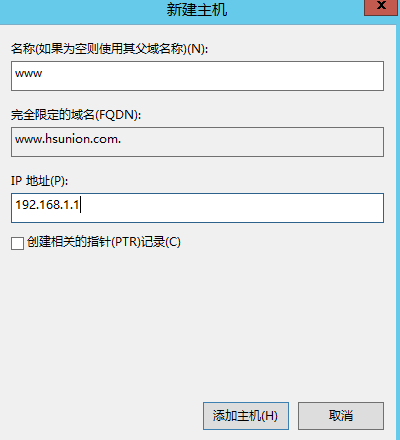 新建主机
x
名称(如果为空则使用其父域名称)(N):
www
完全限定的域名(FQDN):
www.hsunion.com.
IP 地址(P):
192.168.1.1
创建相关的指针(PTR)记录(C)
添加主机(H)
取消